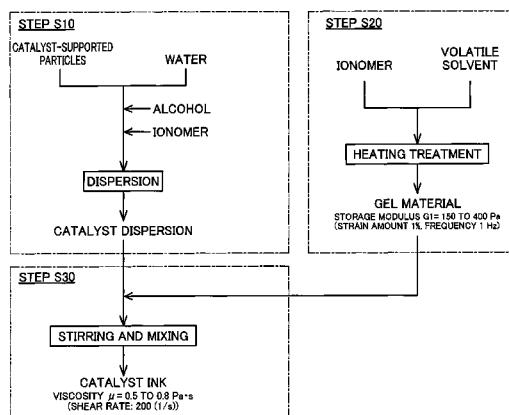 STEP S10
CATALYST-SUPPORTED
PARTICLES
WATER
ALCOHOL
IONOMER
DISPERSION
CATALYST DISPERSION
STEP S20
IONOMER
VOLATILE
SOLVENT
HEATING TREATMENT
GEL MATERIAL
STORAGE MODULUS G1= 150 TO 400 Pa
(STRAIN AMOUNT 1%, FREQUENCY 1 Hz)
STEP S30
STIRRING AND MIXING
CATALYST INK
VISCOSITY μ = 0.5 TO 0.8 Pa·s
(SHEAR RATE: 200 (1/s))